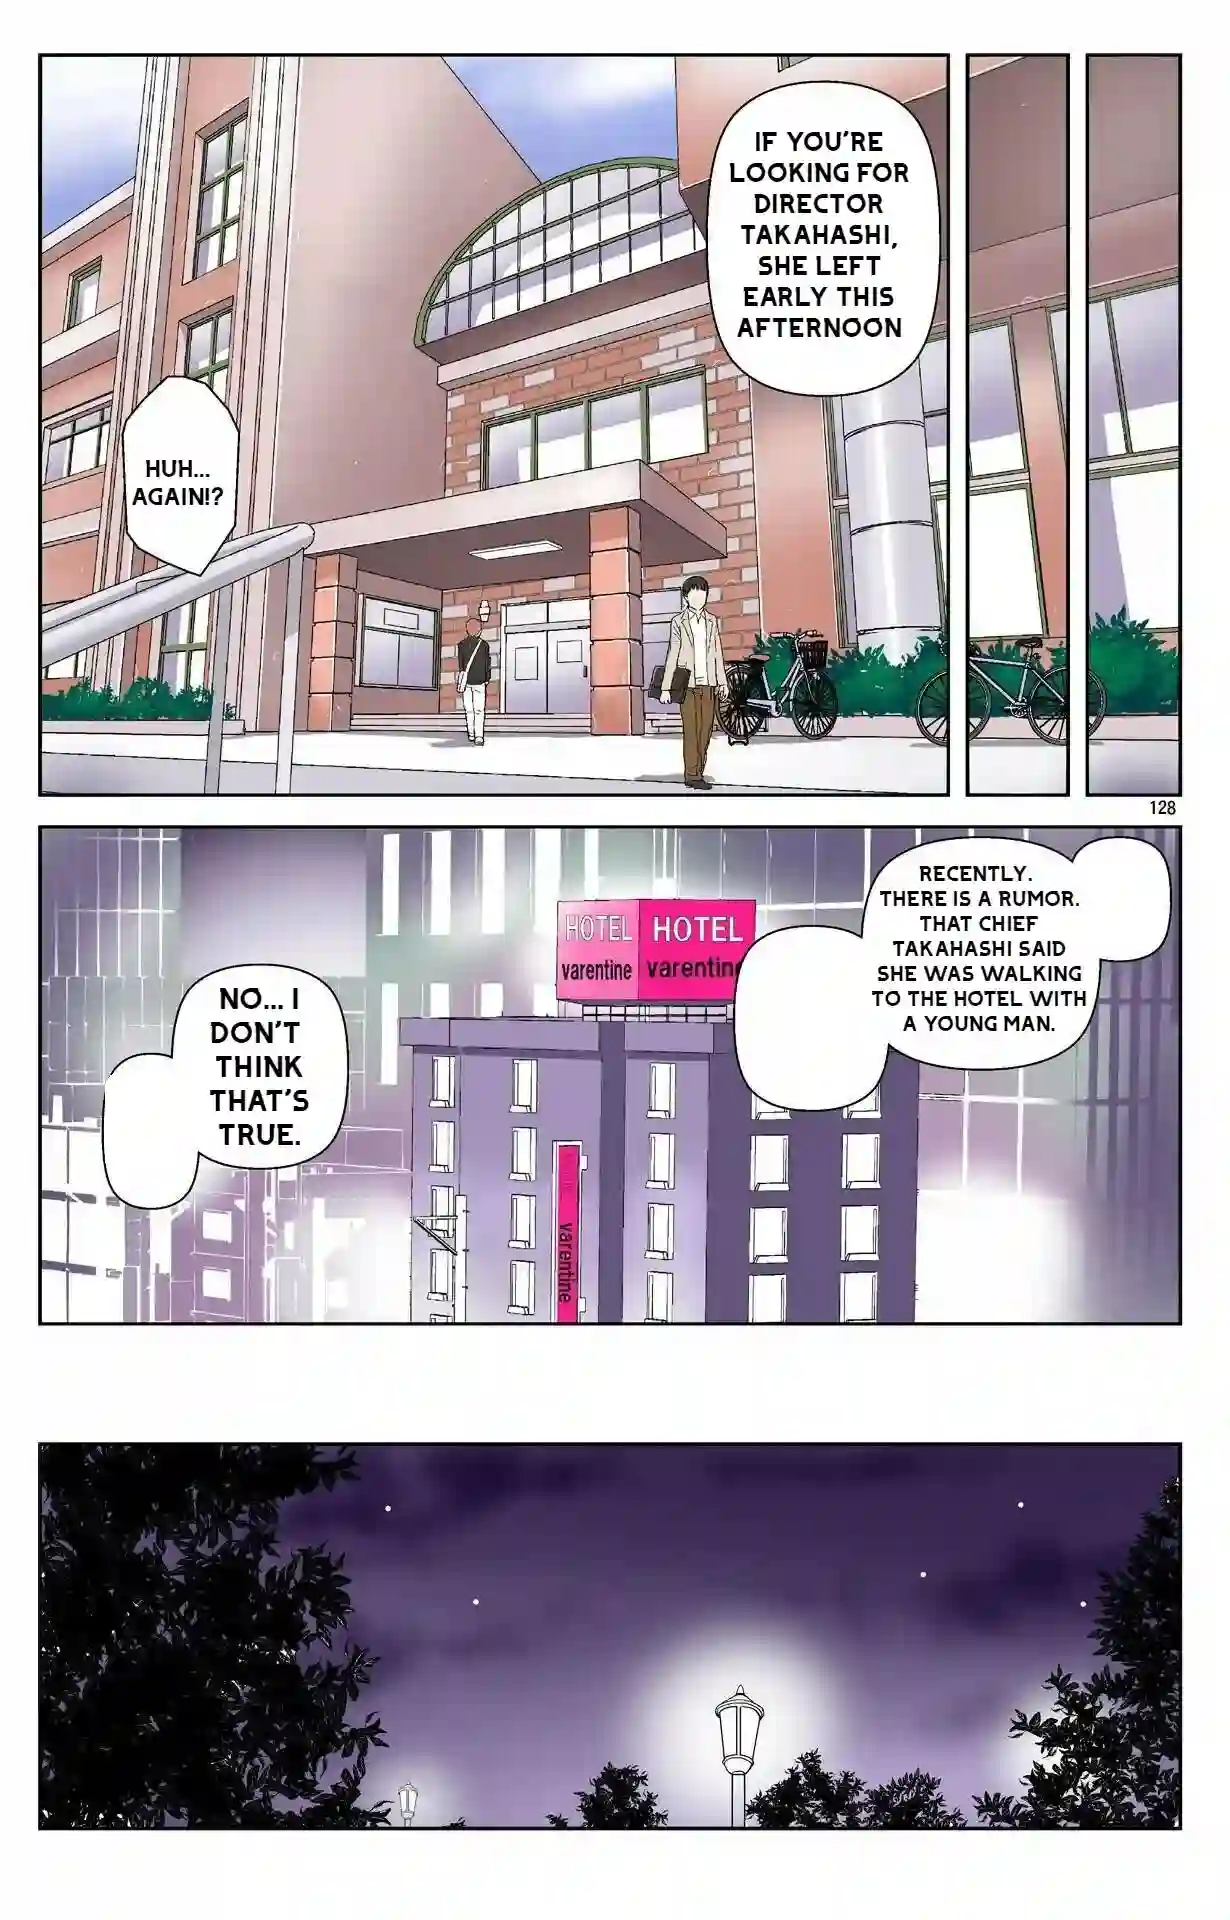 IF YOU'RE
LOOKING FOR
DIRECTOR
TAKAHASHI,
SHE LEFT
EARLY THIS
AFTERNOON
HUH...
AGAIN!?
128
RECENTLY.
THERE IS A RUMOR.
THAT CHIEF
TAKAHASHI SAID
SHE WAS WALKING
TO THE HOTEL WITH
A YOUNG MAN.
HOTEL HOTEL
varentine varentine
varentine
NO... I
DON'T
THINK
THAT'S
TRUE.